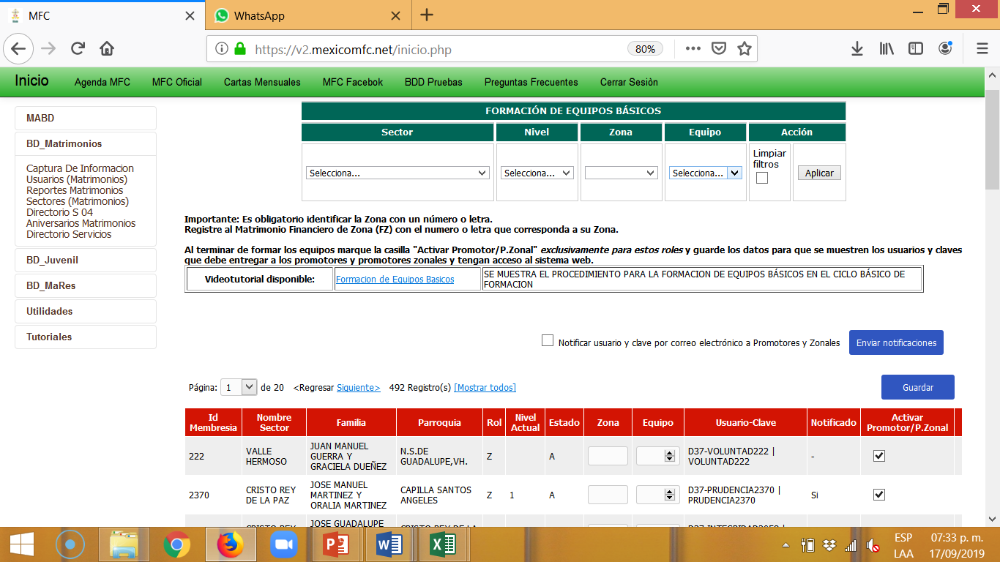 MFC
WhatsApp
https://v2.mexicomfc.net/inicio.php
80%
Inicio Agenda MFC MFC Oficial Cartas Mensuales MFC Facebok BDD Pruebas Preguntas Frecuentes Cerrar Sesiòn
MABD
BD_Matrimonios
Captura De Informacion
Usuarios (Matrimonios)
Reportes Matrimonios
Sectores (Matrimonios)
Directorio S 04
Aniversarios Matrimonios
Directorio Servicios
BD_Juvenil
BD_MaRes
Utilidades
Tutoriales
FORMACIÓN DE EQUIPOS BÁSICOS
Sector Nivel Zona Equipo Acción
Selecciona... Selecciona... Selecciona... Limpiar filtros Aplicar
Importante: Es obligatorio identificar la Zona con un número o letra.
Registre al Matrimonio Financiero de Zona (FZ) con el numero o letra que corresponda a su Zona.
Al terminar de formar los equipos marque la casilla "Activar Promotor/P.Zonal" exclusivamente para estos roles y guarde los datos para que se muestren los usuarios y claves
que debe entregar a los promotores y promotores zonales y tengan acceso al sistema web.
Videotutorial disponible: Formacion de Equipos Basicos SE MUESTRA EL PROCEDIMIENTO PARA LA FORMACION DE EQUIPOS BÁSICOS EN EL CICLO BÁSICO DE
FORMACION
Notificar usuario y clave por correo electrónico a Promotores y Zonales Enviar notificaciones
Página: 1 de 20 <Regresar Siguiente> 492 Registro(s) [Mostrar todos] Guardar
Id Membresia Nombre Sector Familia Parroquia Rol Nivel Actual Estado Zona Equipo Usuario-Clave Notificado Activar Promotor/P.Zonal
222 VALLE HERMOSO JUAN MANUEL GUERRA Y GRACIELA DUEÑEZ N.S.DE GUADALUPE,VH. Z A D37-VOLUNTAD222 | VOLUNTAD222 -
2370 CRISTO REY DE LA PAZ JOSE MANUEL MARTINEZ Y ORALIA MARTINEZ CAPILLA SANTOS ANGELES Z 1 A D37-PRUDENCIA2370 | PRUDENCIA2370 Si
JOSE GUADALUPE
ESP 07:33 p. m.
LAA 17/09/2019